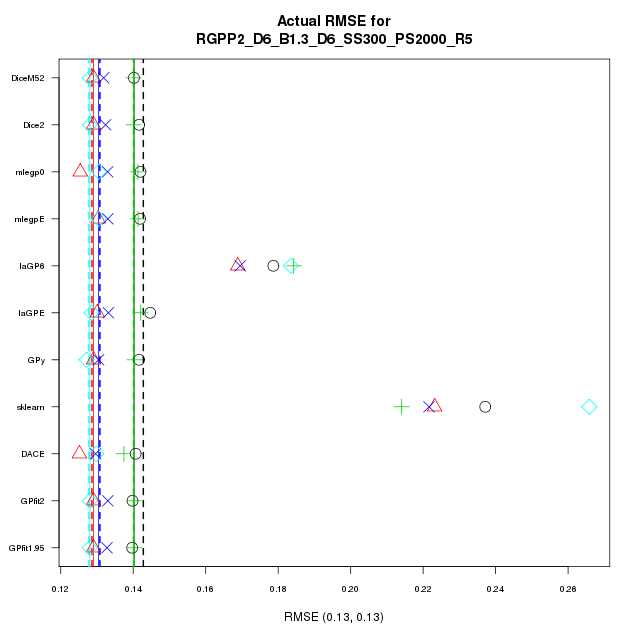 Actual RMSE for
RGPP2_D6_B1.3_D6_SS300_PS2000_R5
DiceM52
Dice2
mlegp0
mlegpE
laGP6
laGPE
GPy
sklearn
DACE
GPfit2
GPfit1.95
0.12 0.14 0.16 0.18 0.20 0.22 0.24 0.26
RMSE (0.13, 0.13)